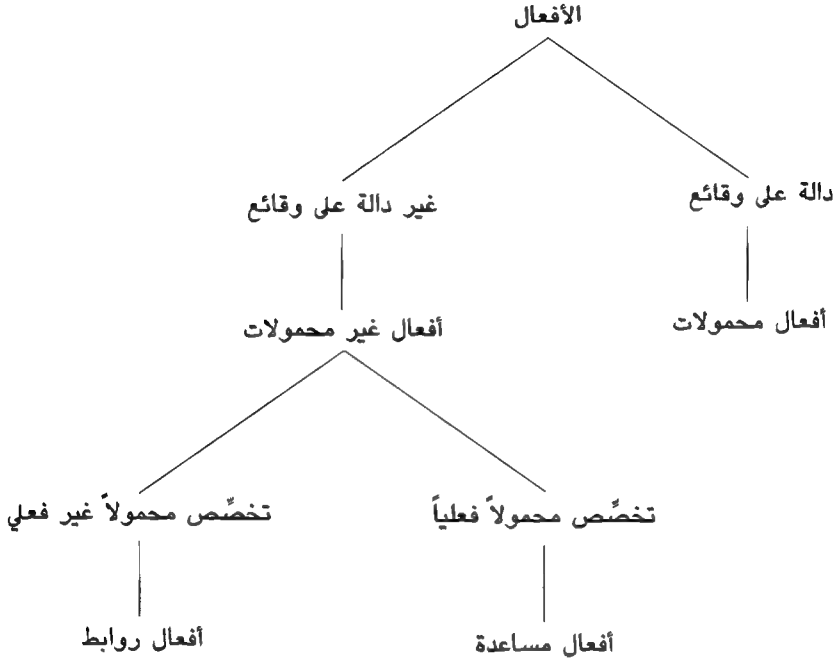 الأفعال
دالة على وقائع
غير دالة على وقائع
أفعال محمولات
أفعال غير محمولات
تخصِّص محمولاً فعلياً
تخصِّص محمولاً غير فعلي
أفعال مساعدة
أفعال روابط